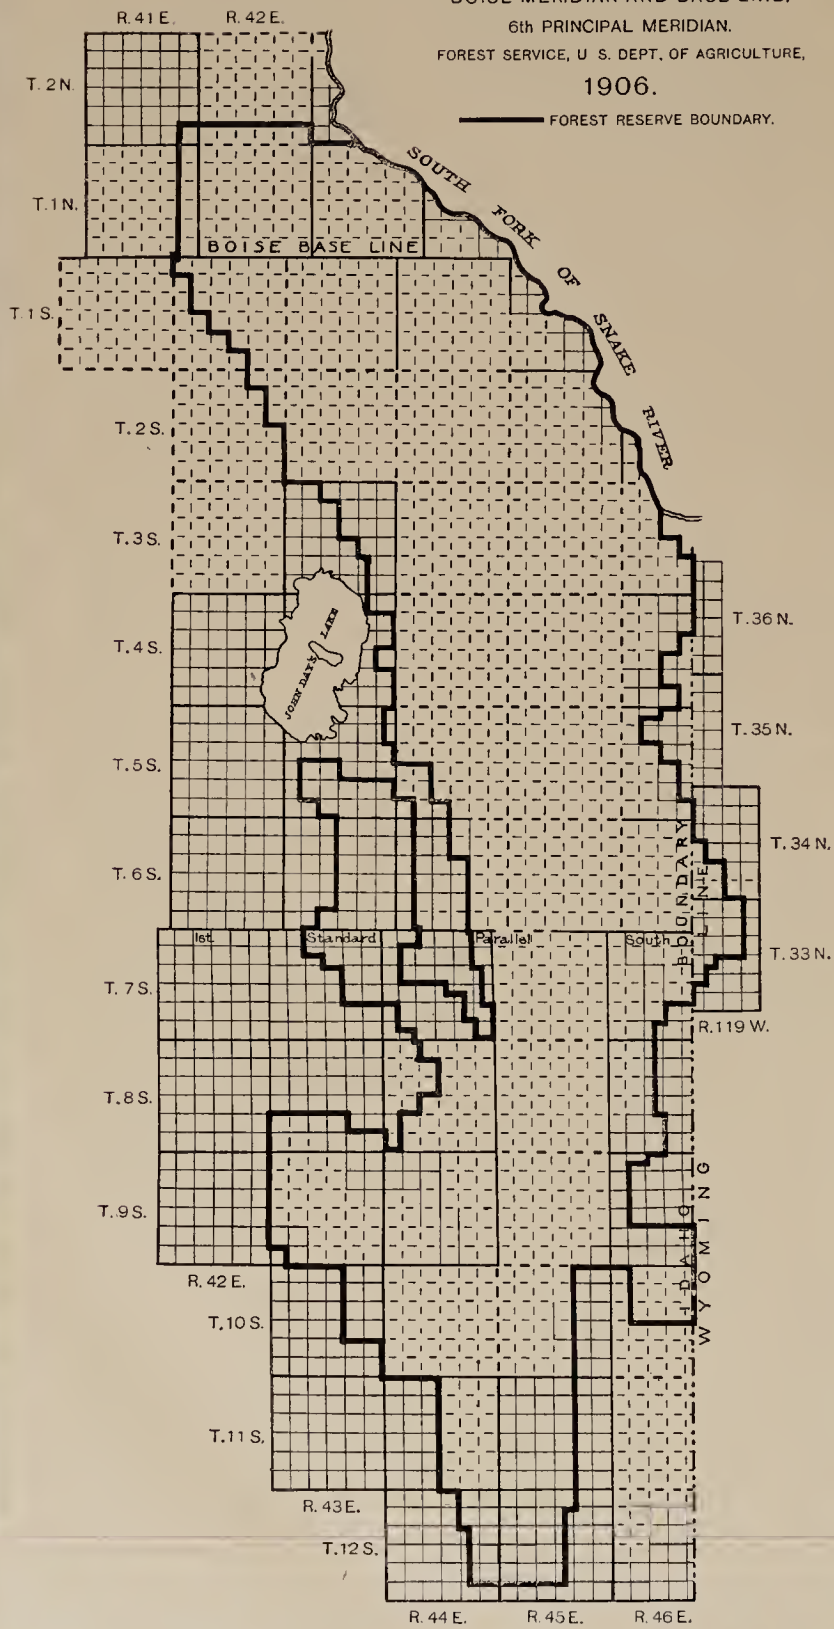 BOISE MERIDIAN AND BASE LINE,
6th PRINCIPAL MERIDIAN.
FOREST SERVICE, U S. DEPT. OF AGRICULTURE,
1906.
FOREST RESERVE BOUNDARY.
R. 41 E.
R. 42 E.
T. 2 N.
T. 1 N.
BOISE BASE LINE
SOUTH FORK OF SNAKE RIVER
T. 1 S.
T. 2 S.
T. 3 S.
T. 4 S.
JOHN DAYS LAKE
T. 36 N.
T. 35 N.
T. 5 S.
T. 34 N.
T. 6 S.
BOUNDARY LINE
1st. Standard Parallel South
T. 33 N.
T. 7 S.
R. 119 W.
T. 8 S.
T. 9 S.
IDAHO
WYOMING
R. 42 E.
T. 10 S.
T. 11 S.
R. 43 E.
T. 12 S.
R. 44 E.
R. 45 E.
R. 46 E.